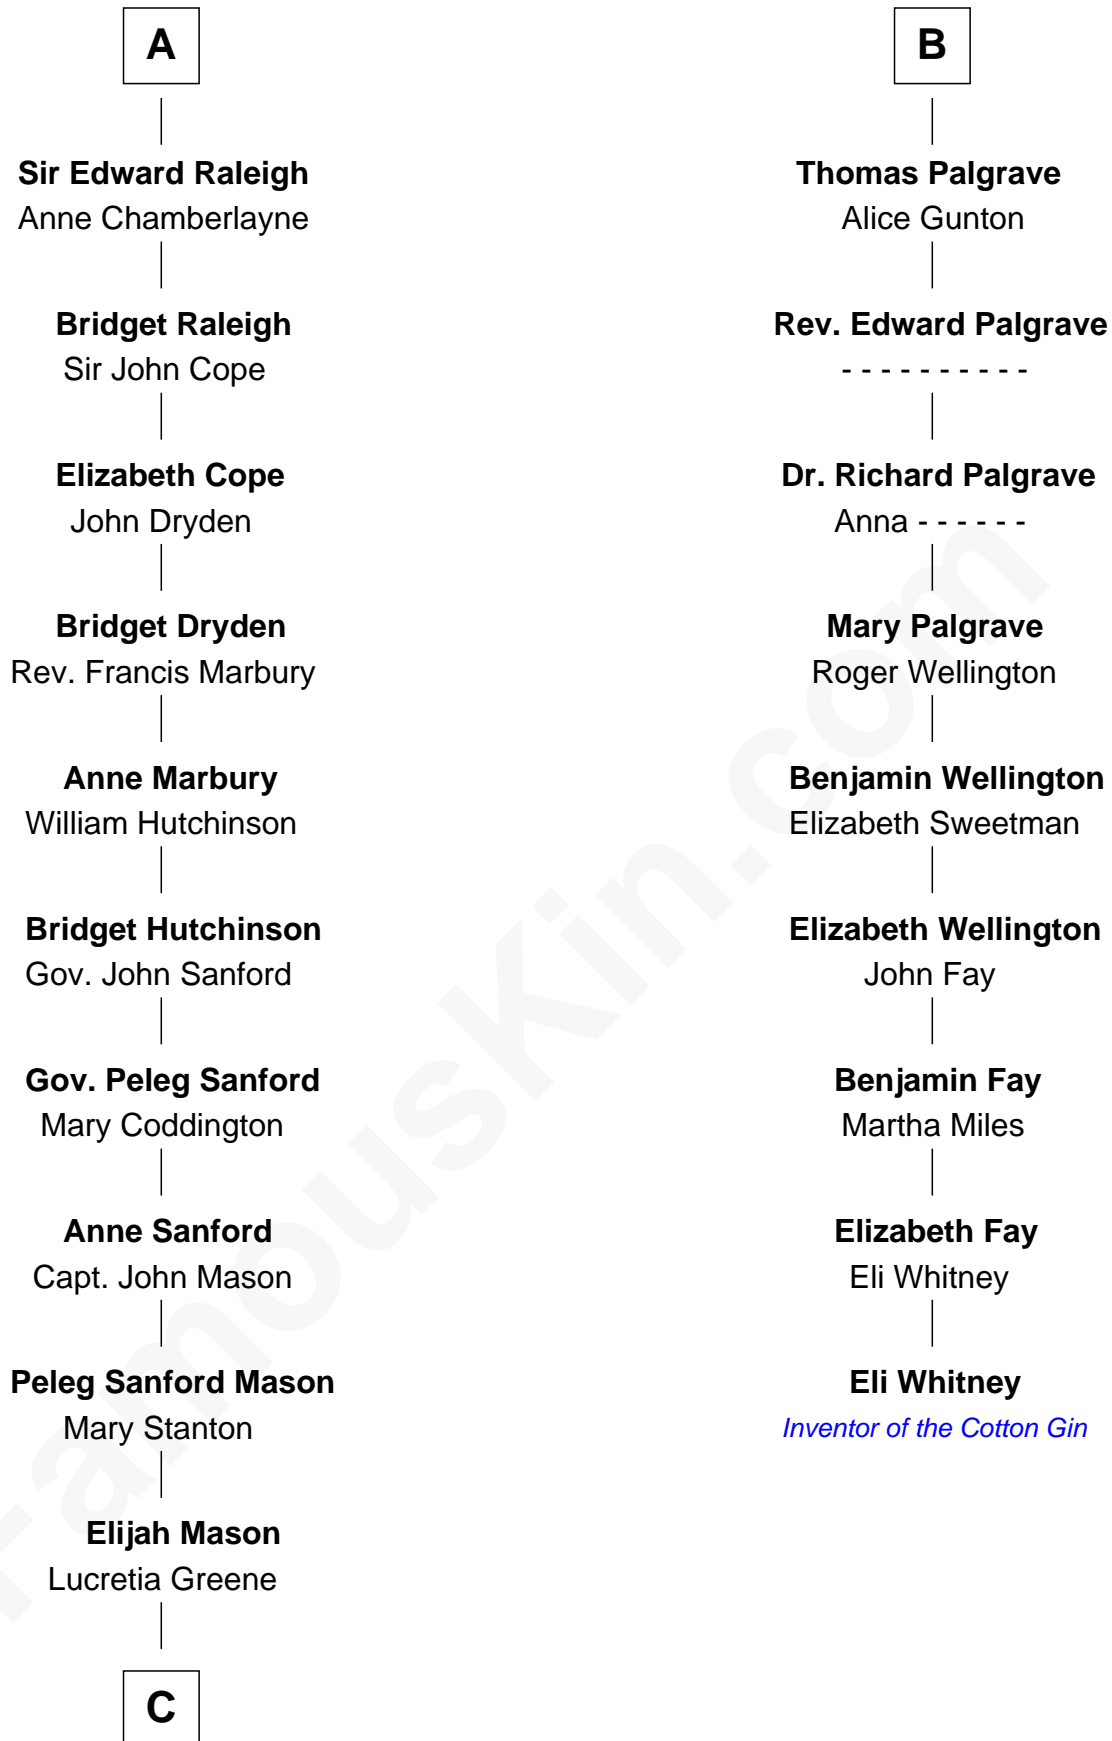 A
Sir Edward Raleigh
Anne Chamberlayne
Bridget Raleigh
Sir John Cope
Elizabeth Cope
John Dryden
Bridget Dryden
Rev. Francis Marbury
Anne Marbury
William Hutchinson
Bridget Hutchinson
Gov. John Sanford
Gov. Peleg Sanford
Mary Coddington
Anne Sanford
Capt. John Mason
Peleg Sanford Mason
Mary Stanton
Elijah Mason
Lucretia Greene
C
B
Thomas Palgrave
Alice Gunton
Rev. Edward Palgrave
- - - - - - - - - -
Dr. Richard Palgrave
Anna - - - - - -
Mary Palgrave
Roger Wellington
Benjamin Wellington
Elizabeth Sweetman
Elizabeth Wellington
John Fay
Benjamin Fay
Martha Miles
Elizabeth Fay
Eli Whitney
Eli Whitney
Inventor of the Cotton Gin
FamousKin.com